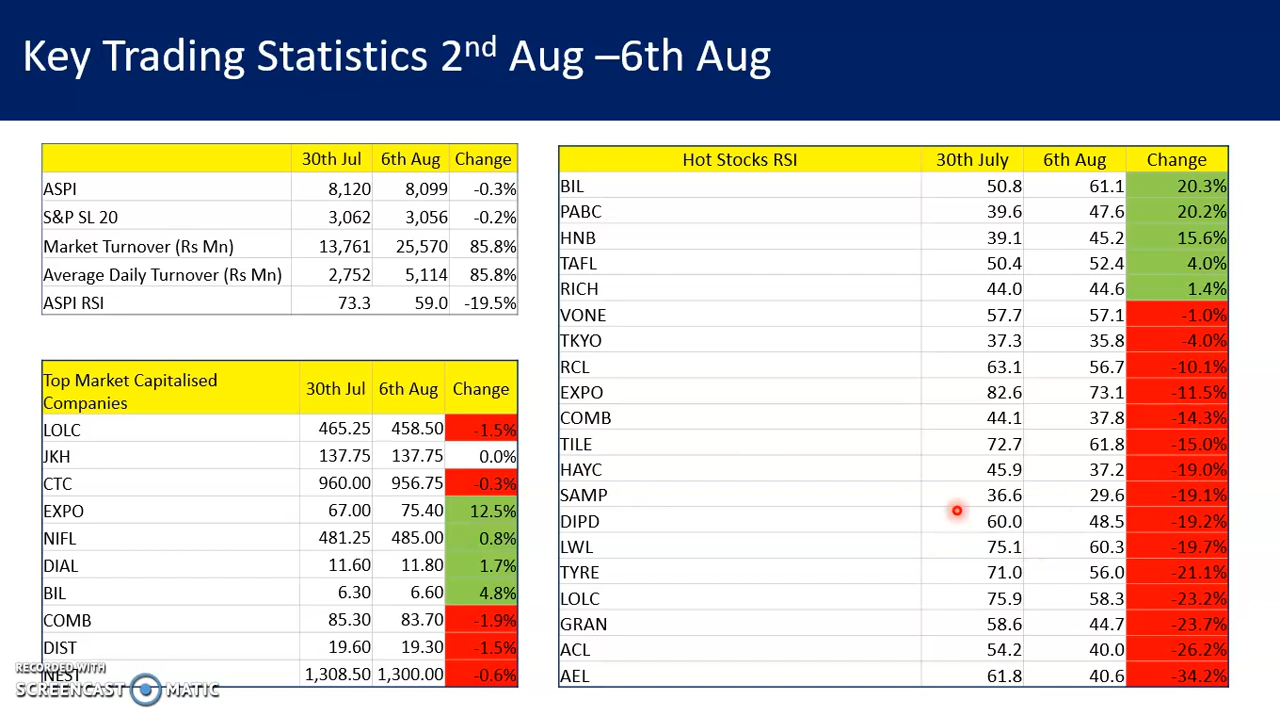 Key Trading Statistics 2nd Aug –6th Aug
30th Jul 6th Aug Change
ASPI 8,120 8,099 -0.3%
S&P SL 20 3,062 3,056 -0.2%
Market Turnover (Rs Mn) 13,761 25,570 85.8%
Average Daily Turnover (Rs Mn) 2,752 5,114 85.8%
ASPI RSI 73.3 59.0 -19.5%
Top Market Capitalised
Companies 30th Jul 6th Aug Change
LOLC 465.25 458.50 -1.5%
JKH 137.75 137.75 0.0%
CTC 960.00 956.75 -0.3%
EXPO 67.00 75.40 12.5%
NIFL 481.25 485.00 0.8%
DIAL 11.60 11.80 1.7%
BIL 6.30 6.60 4.8%
COMB 85.30 83.70 -1.9%
DIST 19.60 19.30 -1.5%
NEST 1,308.50 1,300.00 -0.6%
Hot Stocks RSI 30th July 6th Aug Change
BIL 50.8 61.1 20.3%
PABC 39.6 47.6 20.2%
HNB 39.1 45.2 15.6%
TAFL 50.4 52.4 4.0%
RICH 44.0 44.6 1.4%
VONE 57.7 57.1 -1.0%
TKYO 37.3 35.8 -4.0%
RCL 63.1 56.7 -10.1%
EXPO 82.6 73.1 -11.5%
COMB 44.1 37.8 -14.3%
TILE 72.7 61.8 -15.0%
HAYC 45.9 37.2 -19.0%
SAMP 36.6 29.6 -19.1%
DIPD 60.0 48.5 -19.2%
LWL 75.1 60.3 -19.7%
TYRE 71.0 56.0 -21.1%
LOLC 75.9 58.3 -23.2%
GRAN 58.6 44.7 -23.7%
ACL 54.2 40.0 -26.2%
AEL 61.8 40.6 -34.2%
RECORDED WITH
SCREENCAST MATIC